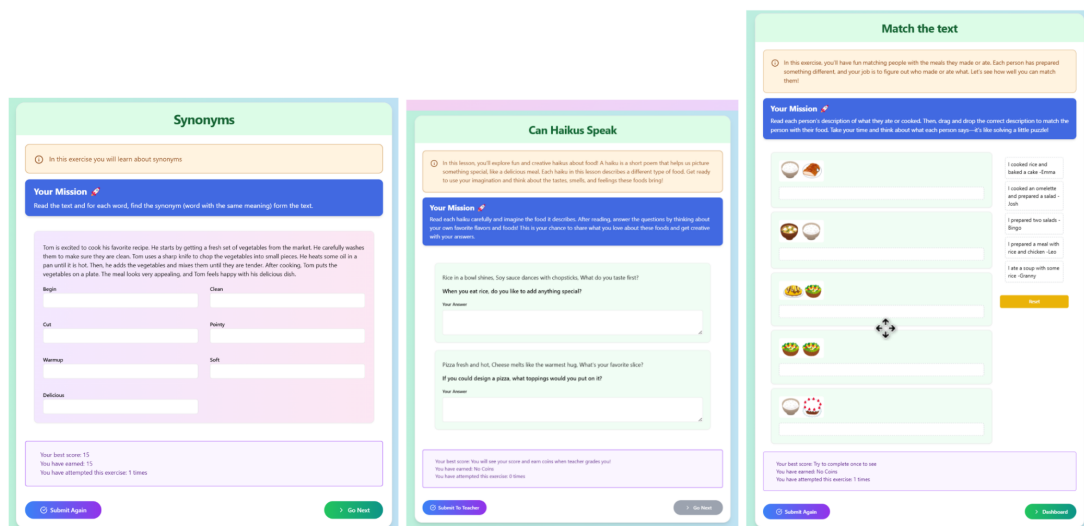 Synonyms
In this exercise you will learn about synonyms
Your Mission 🚀
Read the text and for each word, find the synonym (word with the same meaning) form the text.
Tom is excited to cook his favorite recipe. He starts by getting a fresh set of vegetables from the market. He carefully washes
them to make sure they are clean. Tom uses a sharp knife to chop the vegetables into small pieces. He heats some oil in a
pan until it is hot. Then, he adds the vegetables and mixes them until they are tender. After cooking, Tom puts the
vegetables on a plate. The meal looks very appealing, and Tom feels happy with his delicious dish.
Begin
Clean
Cut
Pointy
Warmup
Soft
Delicious
Your best score: 15
You have earned: 15
You have attempted this exercise: 1 times
Submit Again
Go Next
Can Haikus Speak
In this lesson, you'll explore fun and creative haikus about food! A haiku is a short poem that helps us picture
something special, like a delicious meal. Each haiku in this lesson describes a different type of food. Get ready
to use your imagination and think about the tastes, smells, and feelings these foods bring!
Your Mission 🚀
Read each haiku carefully and imagine the food it describes. After reading, answer the questions by thinking about
your own favorite flavors and foods! This is your chance to share what you love about these foods and get creative
with your answers.
Rice in a bowl shines, Soy sauce dances with chopsticks, What do you taste first?
When you eat rice, do you like to add anything special?
Your Answer
Pizza fresh and hot, Cheese melts like the warmest hug, What's your favorite slice?
If you could design a pizza, what toppings would you put on it?
Your Answer
Your best score: You will see your score and earn coins when teacher grades you!
You have earned: No Coins
You have attempted this exercise: 0 times
Submit To Teacher
Go Next
Match the text
In this exercise, you'll have fun matching people with the meals they made or ate. Each person has prepared
something different, and your job is to figure out who made or ate what. Let's see how well you can match
them!
Your Mission 🚀
Read each person's description of what they ate or cooked. Then, drag and drop the correct description to match the
person with their food. Take your time and think about what each person says—it's like solving a little puzzle!
I cooked rice and
baked a cake -Emma
I cooked an omelette
and prepared a salad -
Josh
I prepared two salads -
Bingo
I prepared a meal with
rice and chicken -Leo
I ate a soup with some
rice -Granny
Reset
Your best score: Try to complete once to see
You have earned: No Coins
You have attempted this exercise: 1 times
Submit Again
Dashboard